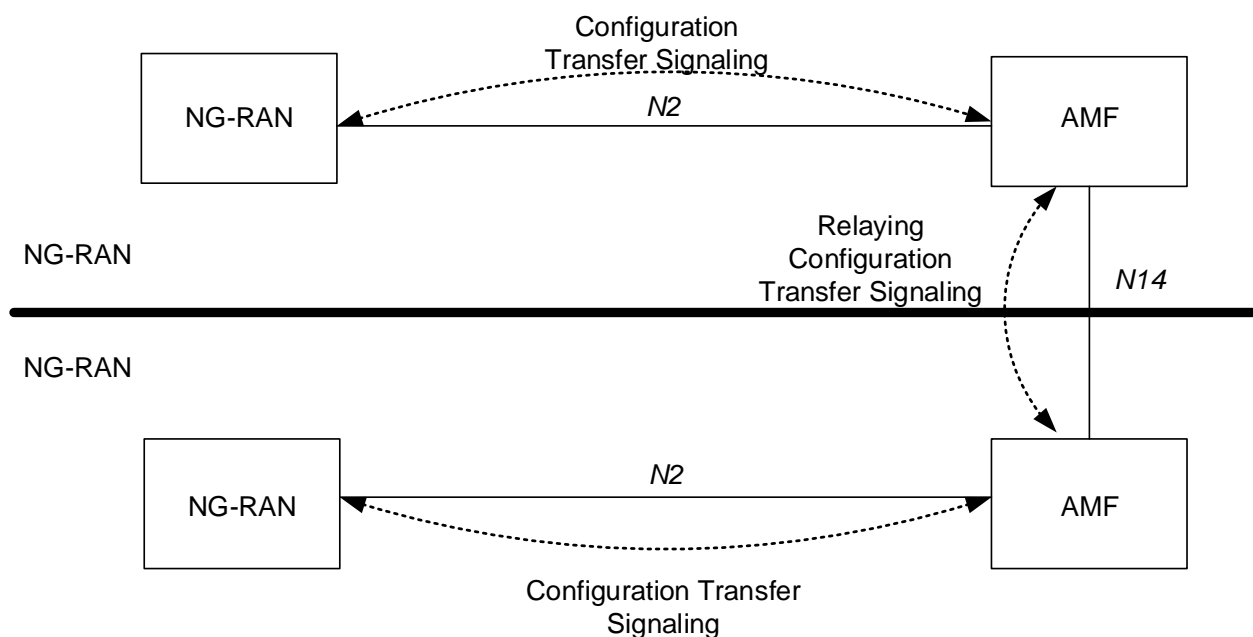 Configuration
Transfer Signaling
NG-RAN
N2
AMF
NG-RAN
Relaying
Configuration
Transfer Signaling
N14
NG-RAN
NG-RAN
N2
AMF
Configuration Transfer
Signaling